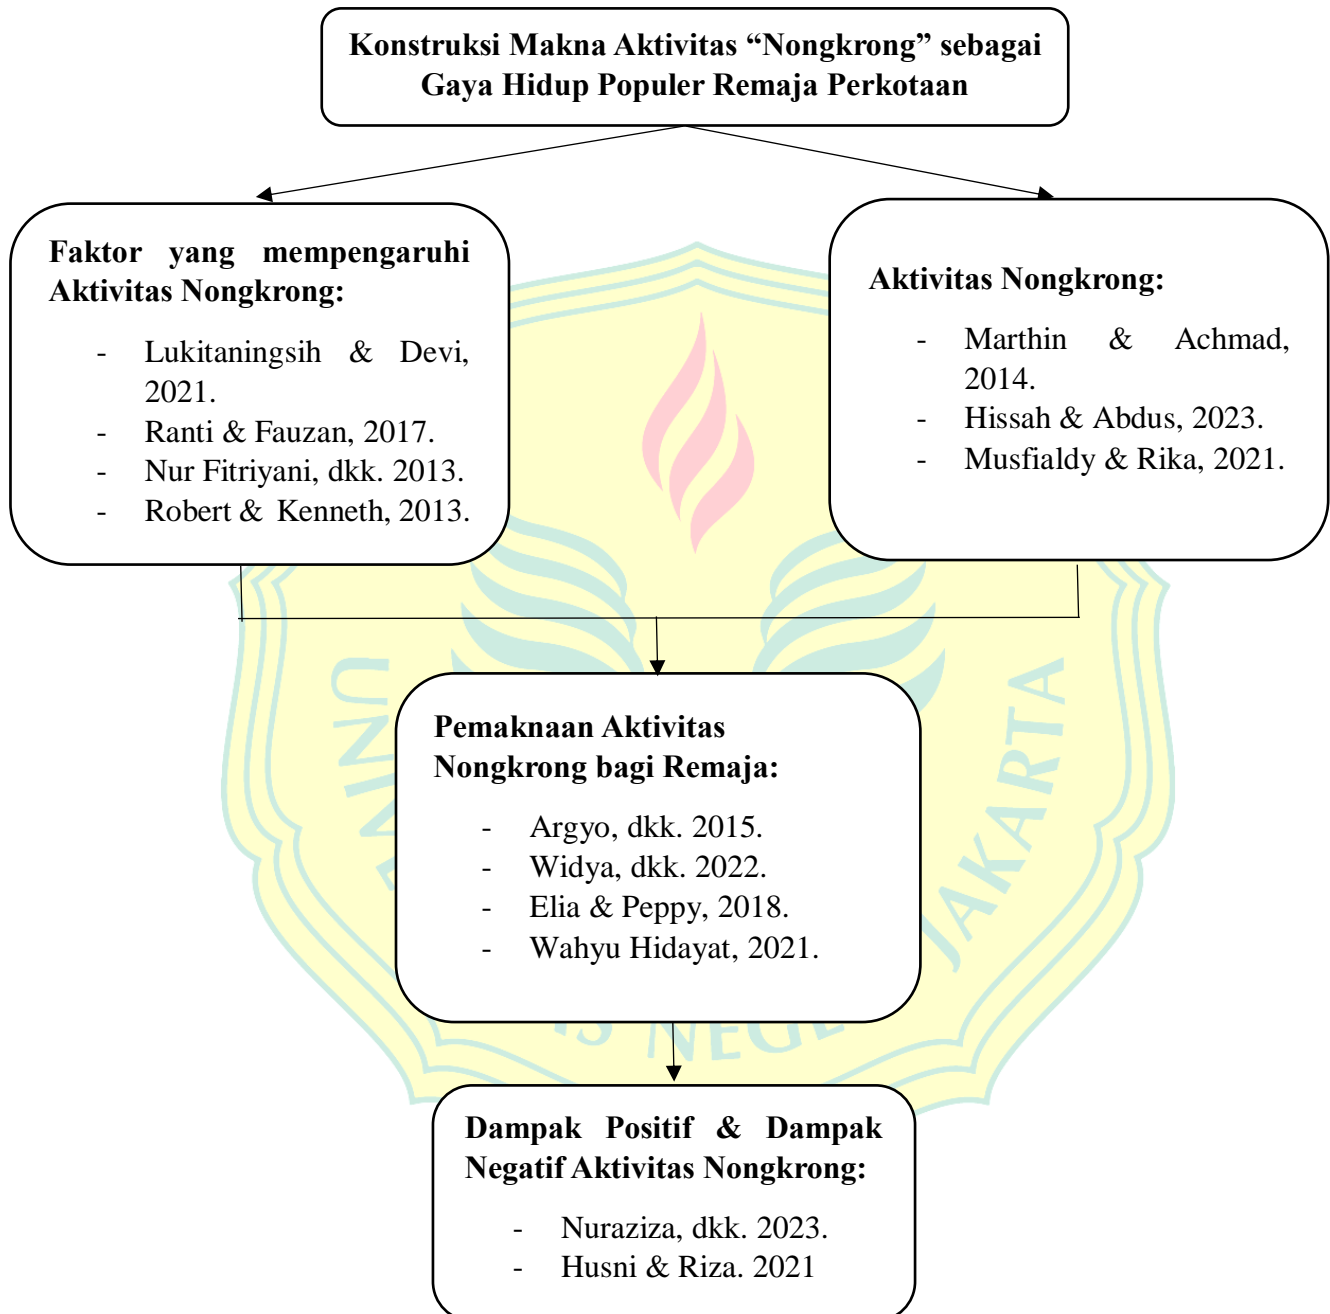 Konstruksi Makna Aktivitas “Nongkrong” sebagai
Gaya Hidup Populer Remaja Perkotaan
Faktor yang mempengaruhi
Aktivitas Nongkrong:
- Lukitaningsih & Devi,
2021.
- Ranti & Fauzan, 2017.
- Nur Fitriyani, dkk. 2013.
- Robert & Kenneth, 2013.
Aktivitas Nongkrong:
- Marthin & Achmad,
2014.
- Hissah & Abdus, 2023.
- Musfialdy & Rika, 2021.
Pemaknaan Aktivitas
Nongkrong bagi Remaja:
- Argyo, dkk. 2015.
- Widya, dkk. 2022.
- Elia & Peppy, 2018.
- Wahyu Hidayat, 2021.
Dampak Positif & Dampak
Negatif Aktivitas Nongkrong:
- Nuraziza, dkk. 2023.
- Husni & Riza. 2021
JAKARTA